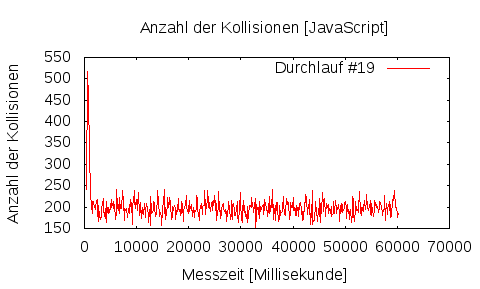 Anzahl der Kollisionen [JavaScript]
Anzahl der Kollisionen
550
500
450
400
350
300
250
200
150
Durchlauf #19
0 10000 20000 30000 40000 50000 60000 70000
Messzeit [Millisekunde]